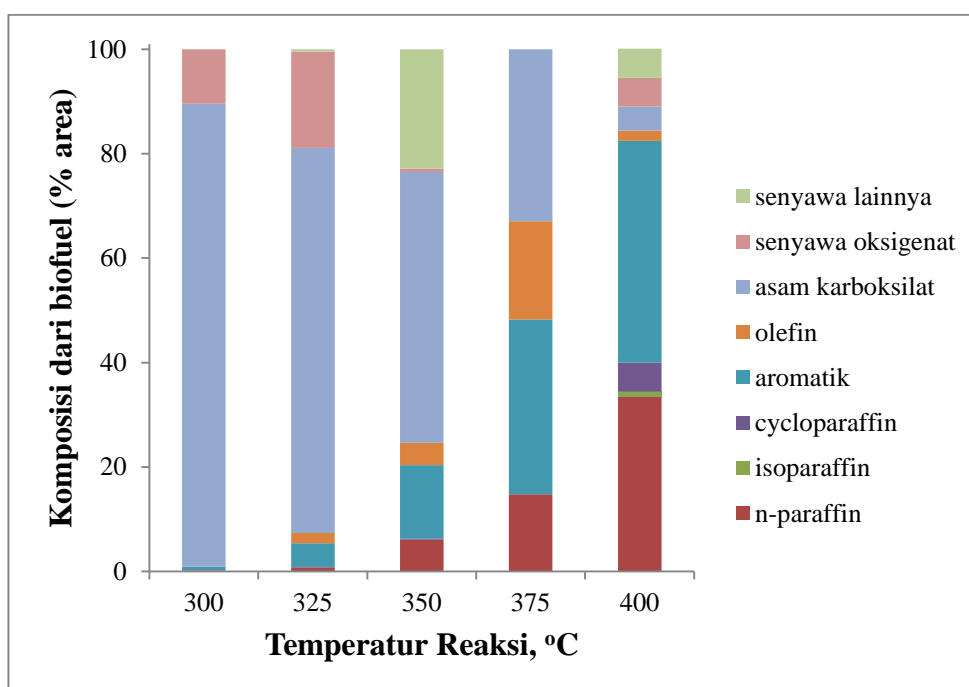 Komposisi dari biofuel (% area)
100
80
60
40
20
0
300 325 350 375 400
Temperatur Reaksi, ᵒC
senyawa lainnya
senyawa oksigenat
asam karboksilat
olefin
aromatik
cycloparaffin
isoparaffin
n-paraffin